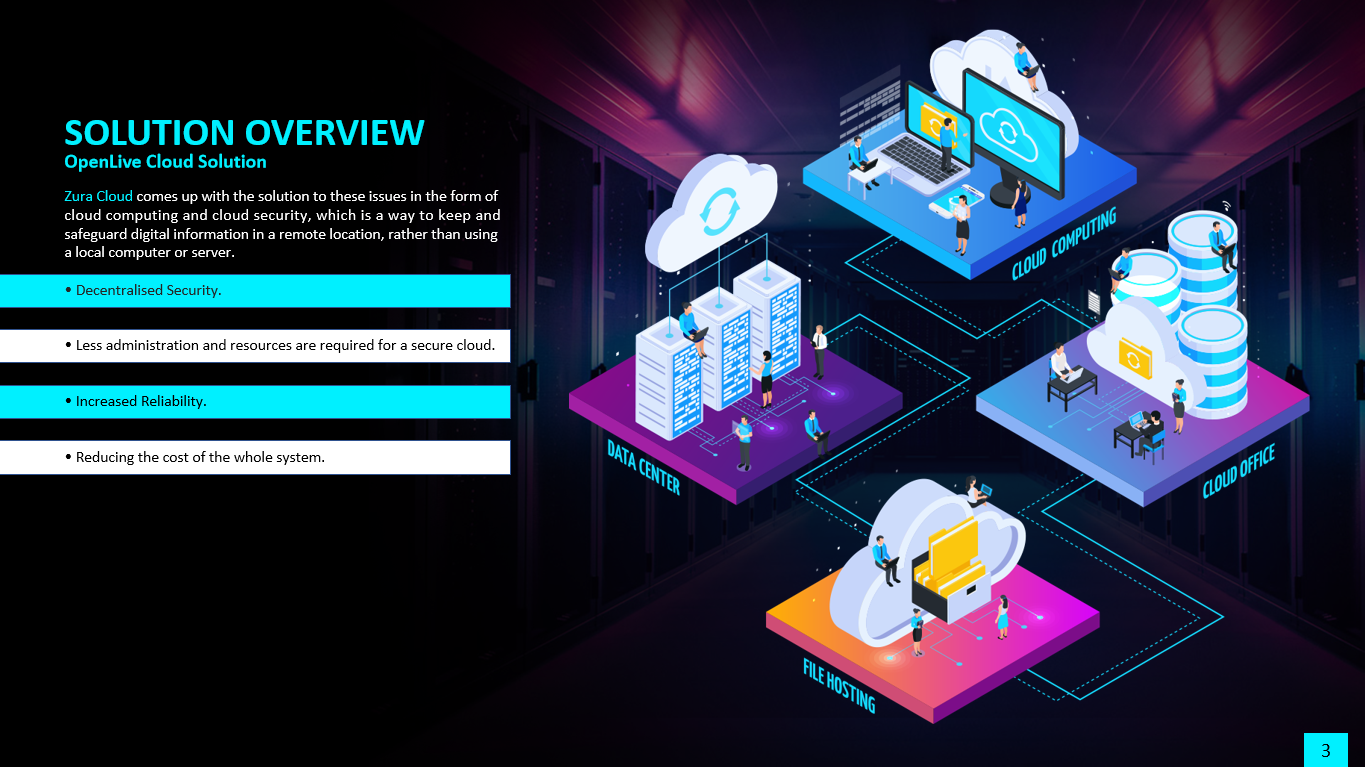 SOLUTION OVERVIEW
OpenLive Cloud Solution
Zura Cloud comes up with the solution to these issues in the form of
cloud computing and cloud security, which is a way to keep and
safeguard digital information in a remote location, rather than using
a local computer or server.
• Decentralised Security.
• Less administration and resources are required for a secure cloud.
• Increased Reliability.
• Reducing the cost of the whole system.
CLOUD COMPUTING
DATA CENTER
CLOUD OFFICE
FILE HOSTING
3